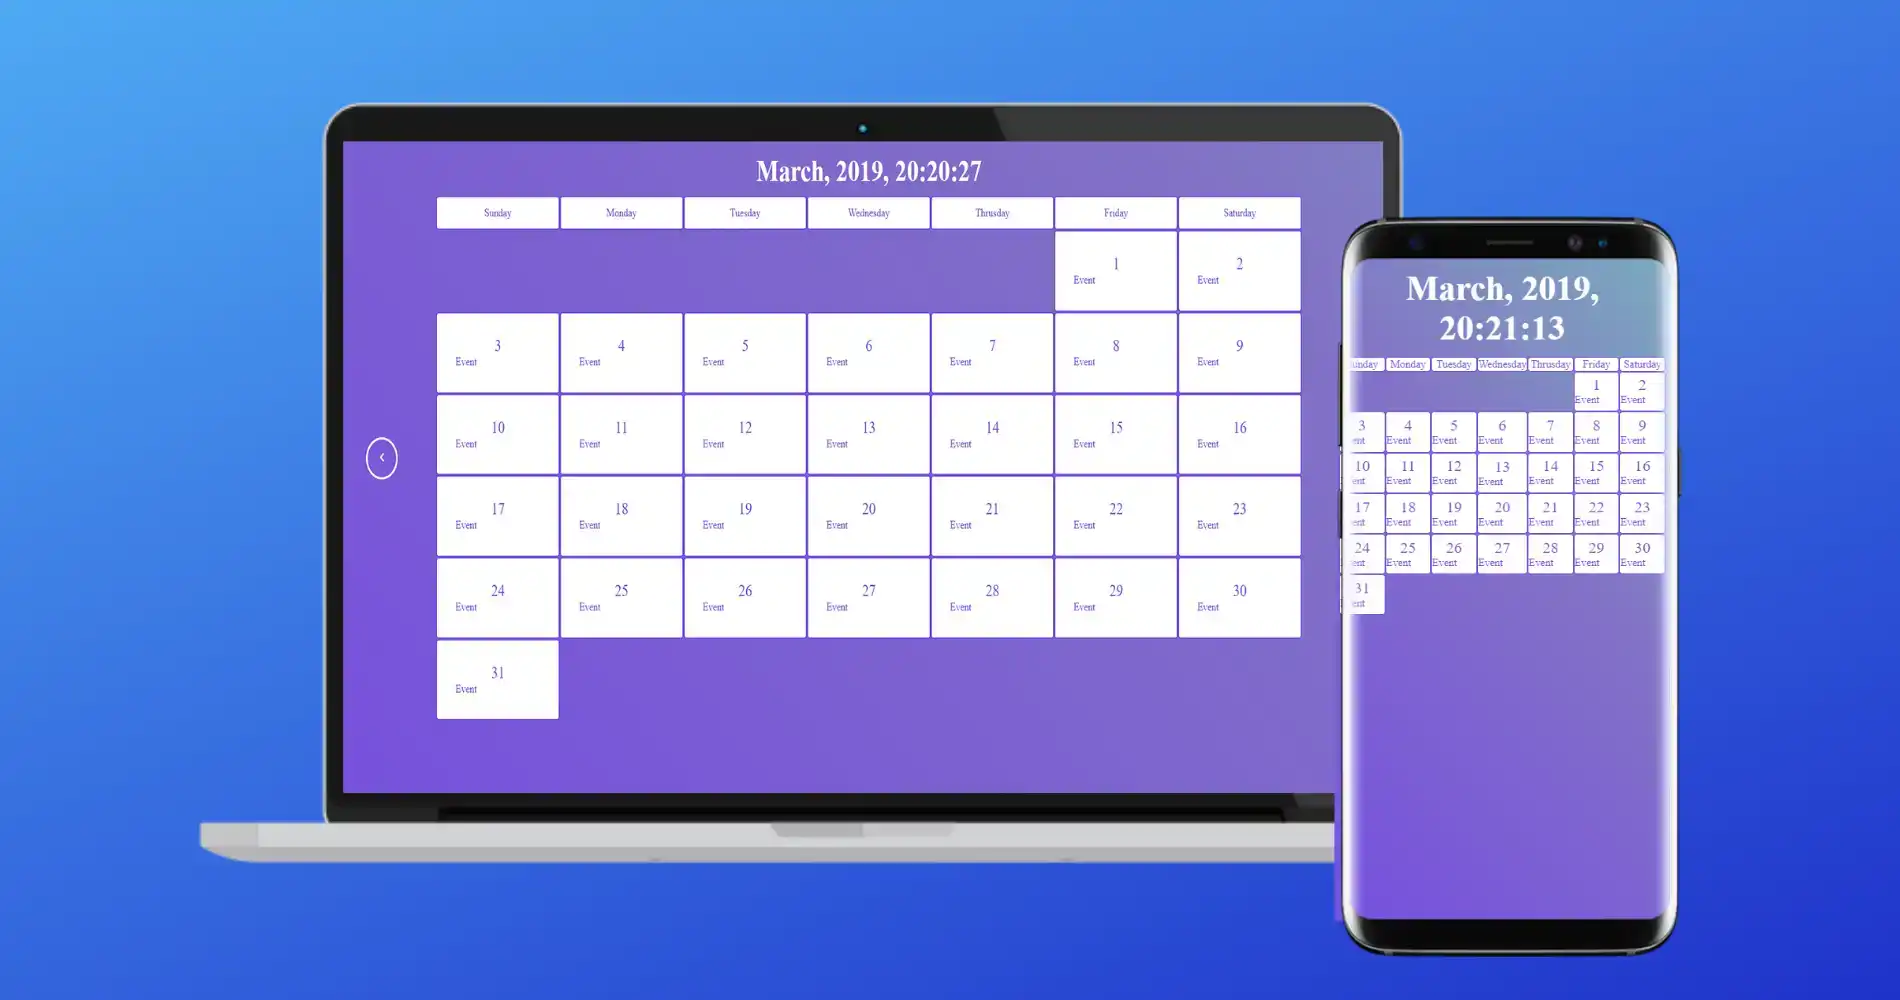 March, 2019, 20:20:27
Sunday Monday Tuesday Wednesday Thrusday Friday Saturday
1 2
Event Event
3 4 5 6 7 8 9
Event Event Event Event Event Event Event
10 11 12 13 14 15 16
Event Event Event Event Event Event Event
17 18 19 20 21 22 23
Event Event Event Event Event Event Event
24 25 26 27 28 29 30
Event Event Event Event Event Event Event
31
Event
March, 2019,
20:21:13
unday Monday Tuesday Wednesday Thrusday Friday Saturday
1 2
Event Event
3 4 5 6 7 8 9
ent Event Event Event Event Event Event
10 11 12 13 14 15 16
ent Event Event Event Event Event Event
17 18 19 20 21 22 23
ent Event Event Event Event Event Event
24 25 26 27 28 29 30
ent Event Event Event Event Event Event
31
ent